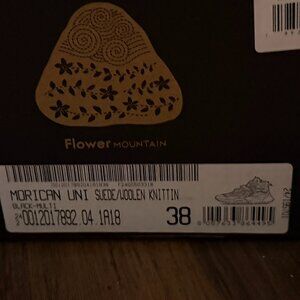 Flower MOUNTAIN
MORICAN UNI SUEDE/WOOLEN KNITTIN
BLACK-MULTI
0012017892.04.1A18
38